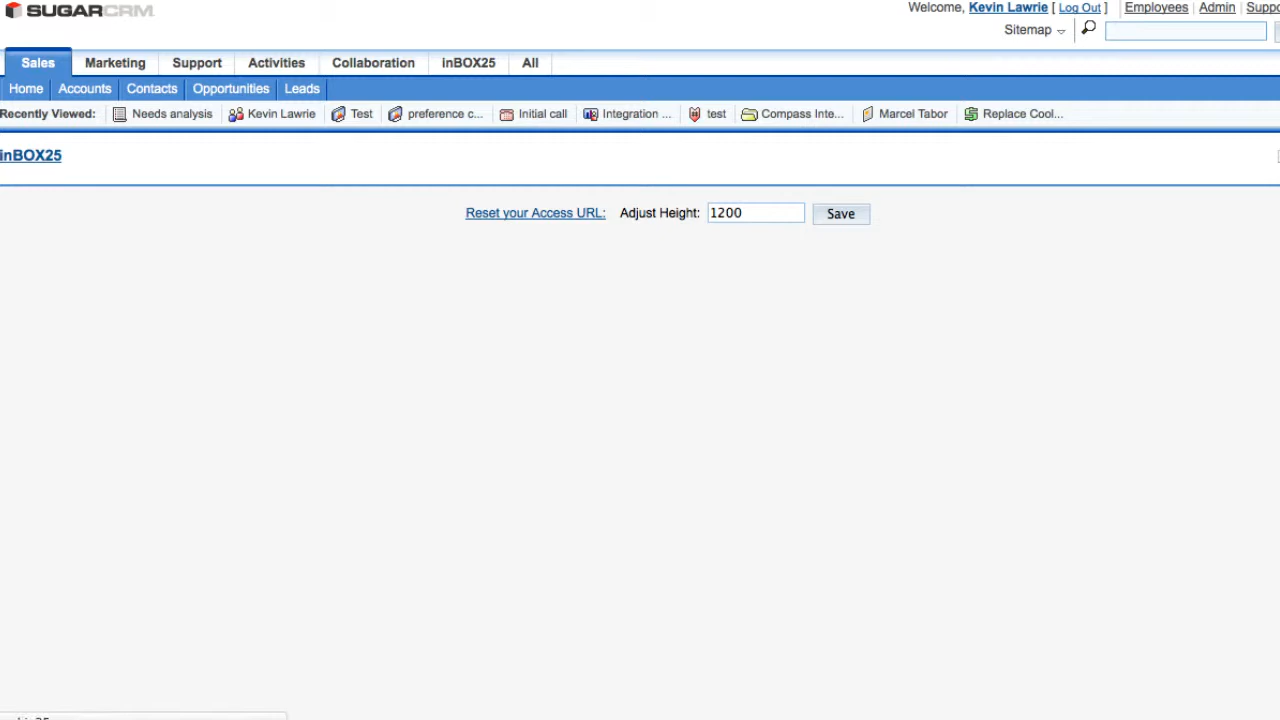 SUGARCRM
Welcome, Kevin Lawrie [ Log Out ] Employees | Admin | Suppo
Sitemap
Sales Marketing Support Activities Collaboration inBOX25 All
Home Accounts Contacts Opportunities Leads
Recently Viewed: Needs analysis Kevin Lawrie Test preference c... Initial call Integration ... test Compass Inte... Marcel Tabor Replace Cool...
inBOX25
Reset your Access URL: Adjust Height: 1200 Save